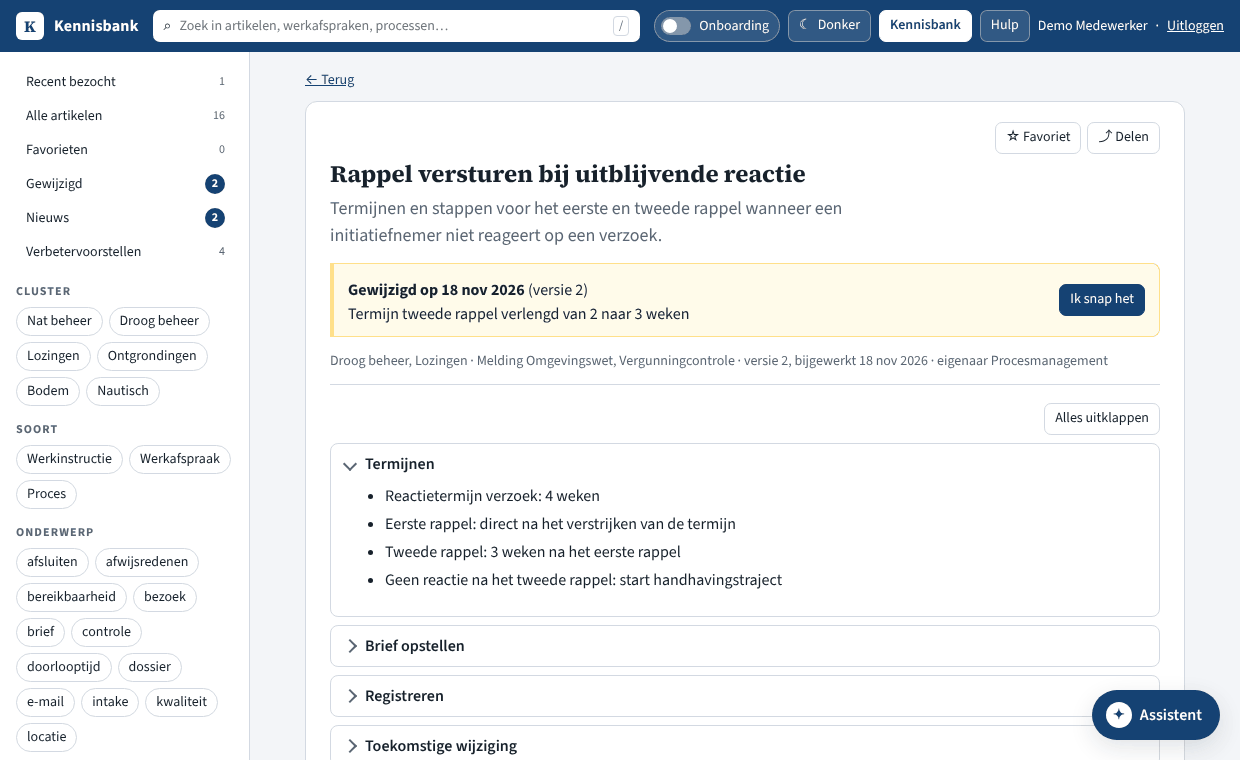 K Kennisbank
Zoek in artikelen, werkafspraken, processen…
/
Onboarding
Donker
Kennisbank
Hulp
Demo Medewerker · Uitloggen
Recent bezocht 1
Alle artikelen 16
Favorieten 0
Gewijzigd 2
Nieuws 2
Verbetervoorstellen 4
CLUSTER
Nat beheer Droog beheer
Lozingen Ontgrondingen
Bodem Nautisch
SOORT
Werkinstructie Werkafspraak
Proces
ONDERWERP
afsluiten afwijsredenen
bereikbaarheid bezoek
brief controle
doorlooptijd dossier
e-mail intake kwaliteit
locatie
← Terug
☆ Favoriet ⤴ Delen
Rappel versturen bij uitblijvende reactie
Termijnen en stappen voor het eerste en tweede rappel wanneer een
initiatiefnemer niet reageert op een verzoek.
Gewijzigd op 18 nov 2026 (versie 2)
Termijn tweede rappel verlengd van 2 naar 3 weken
Ik snap het
Droog beheer, Lozingen · Melding Omgevingswet, Vergunningcontrole · versie 2, bijgewerkt 18 nov 2026 · eigenaar Procesmanagement
Alles uitklappen
Termijnen
• Reactietermijn verzoek: 4 weken
• Eerste rappel: direct na het verstrijken van de termijn
• Tweede rappel: 3 weken na het eerste rappel
• Geen reactie na het tweede rappel: start handhavingstraject
Brief opstellen
Registreren
Toekomstige wijziging
Assistent